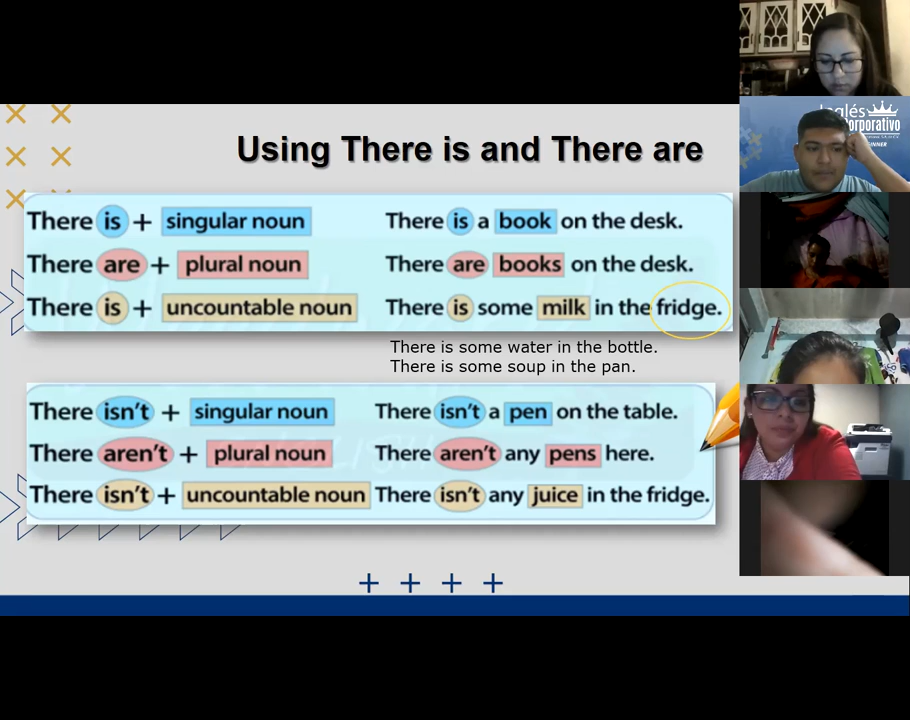 Using There is and There are
There is + singular noun There is a book on the desk.
There are + plural noun There are books on the desk.
There is + uncountable noun There is some milk in the fridge.
There is some water in the bottle.
There is some soup in the pan.
There isn't + singular noun There isn't a pen on the table.
There aren't + plural noun There aren't any pens here.
There isn't + uncountable noun There isn't any juice in the fridge.
Inglés
Corporativo